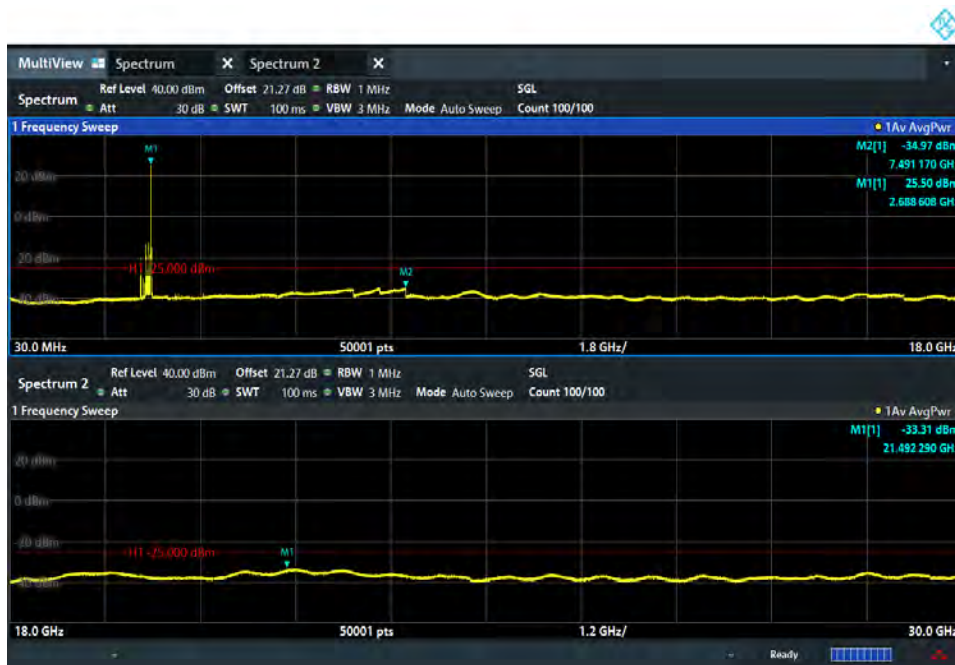 MultiView Spectrum X Spectrum 2 X
Ref Level 40.00 dBm Offset 21.27 dB RBW 1 MHz SGL
Spectrum Att 30 dB SWT 100 ms VBW 3 MHz Mode Auto Sweep Count 100/100
1 Frequency Sweep 1Av AvgPwr
M1 M2[1] -34.97 dBm
7.491 170 GH
20 dBm M1[1] 25.50 dBm
2.688 608 GH
0 dBm
20 dBm
H1 -25.000 dBm M2
30.0 MHz 50001 pts 1.8 GHz/ 18.0 GHz
Ref Level 40.00 dBm Offset 21.27 dB RBW 1 MHz SGL
Spectrum 2 Att 30 dB SWT 100 ms VBW 3 MHz Mode Auto Sweep Count 100/100
1 Frequency Sweep 1Av AvgPwr
M1[1] -33.31 dBm
21.492 290 GH
20 dBm
0 dBm
-20 dBm
H1 -25.000 dBm M1
-40 dBm
18.0 GHz 50001 pts 1.2 GHz/ 30.0 GHz
Ready